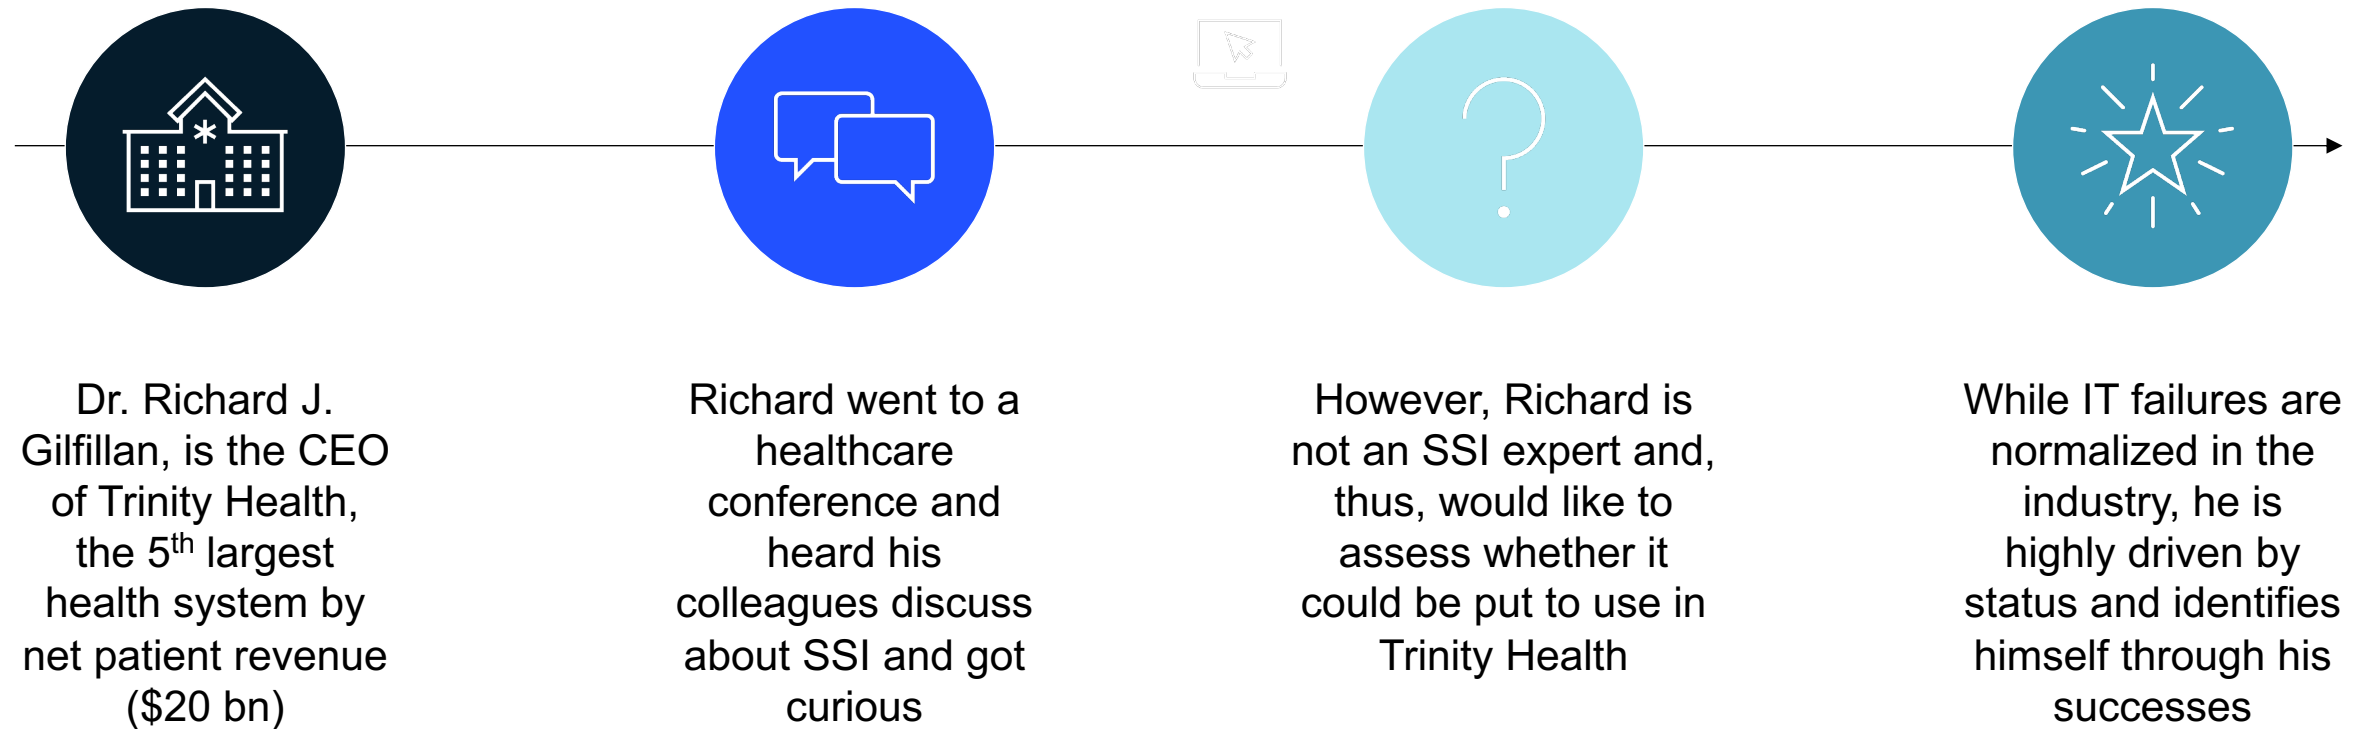 Dr. Richard J.
Gilfillan, is the CEO
of Trinity Health,
the 5th largest
health system by
net patient revenue
($20 bn)
Richard went to a
healthcare
conference and
heard his
colleagues discuss
about SSI and got
curious
However, Richard is
not an SSI expert and,
thus, would like to
assess whether it
could be put to use in
Trinity Health
While IT failures are
normalized in the
industry, he is
highly driven by
status and identifies
himself through his
successes